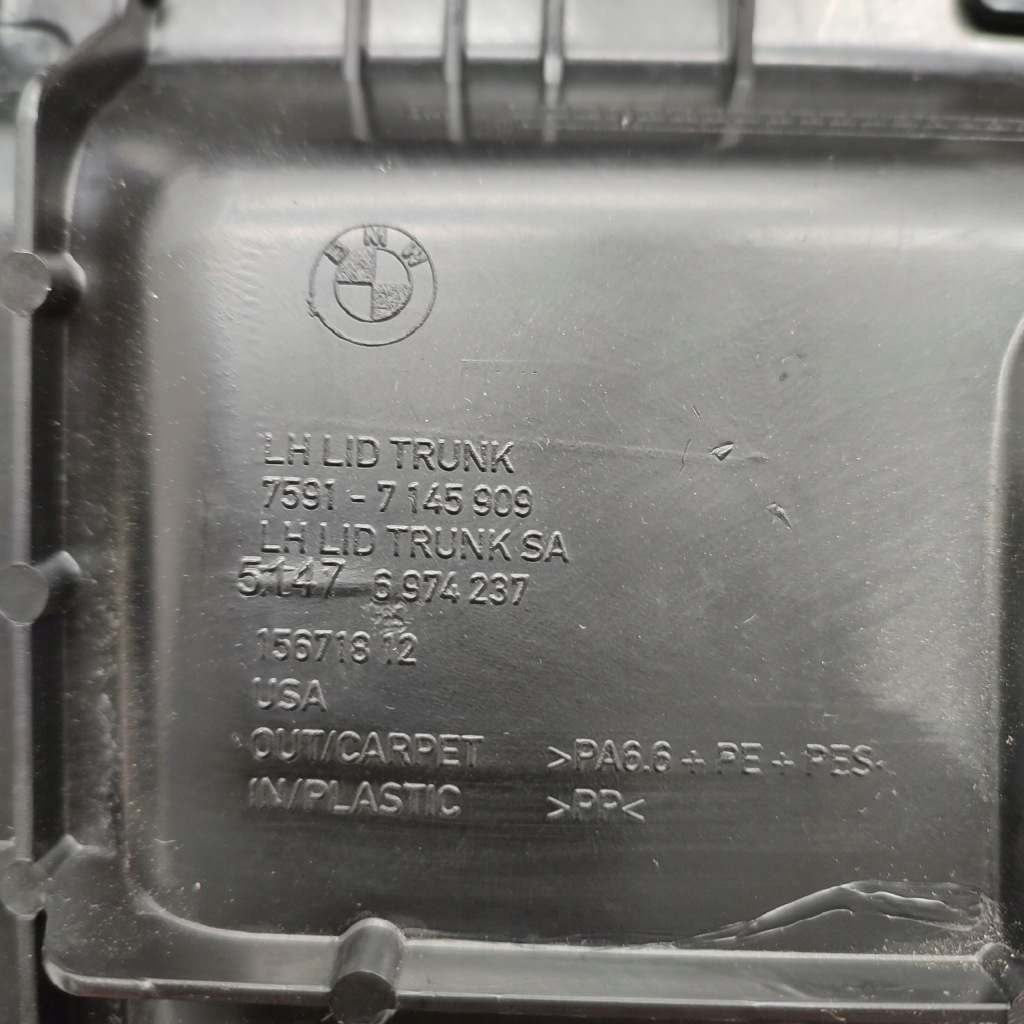 BMW
LH LID TRUNK
7591 - 7 145 909
LH LID TRUNK SA
5147 6 974 237
156718 12
USA
OUT/CARPET >PA6.6 + PE + PES<
IN/PLASTIC >PP<